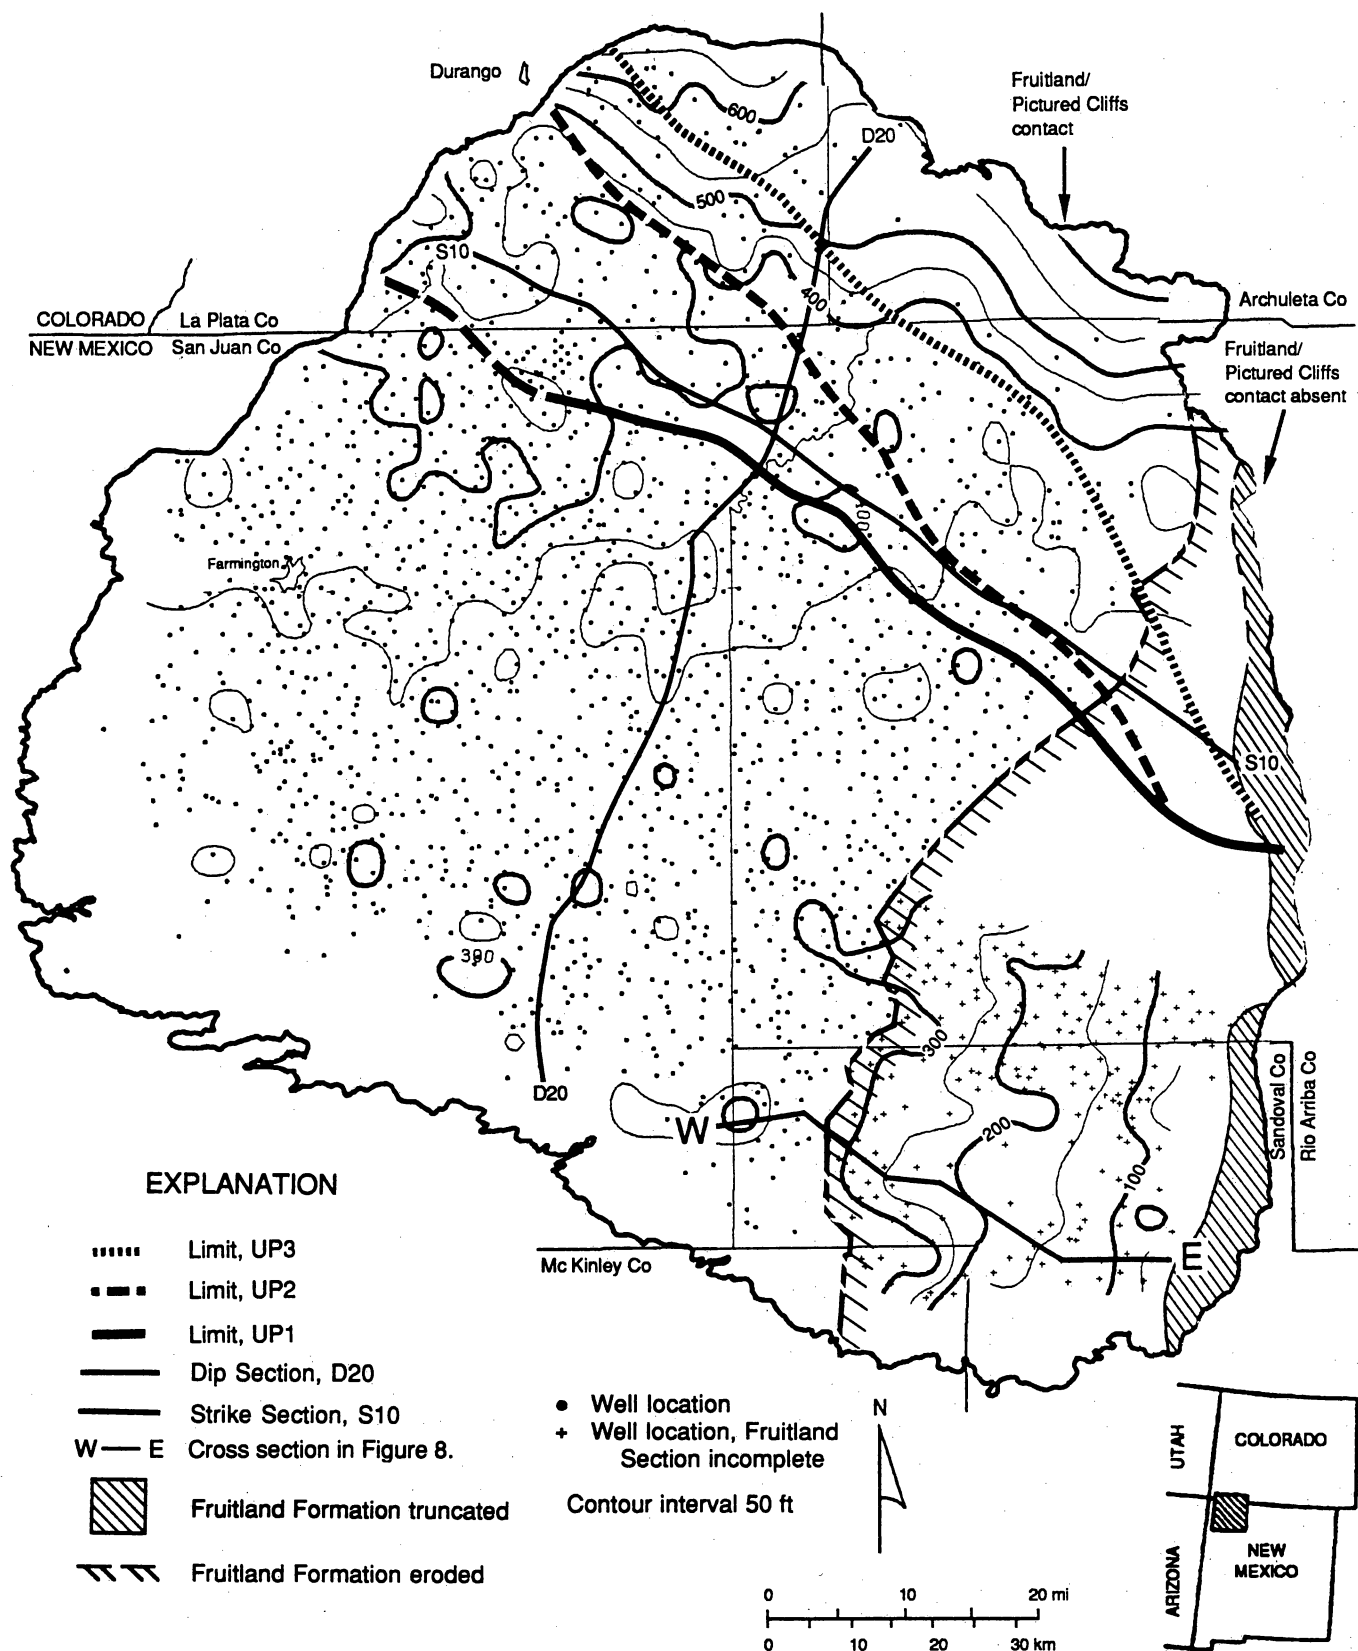 Durango
Fruitland/
Pictured Cliffs
contact
600
D20
500
S10
400
COLORADO
La Plata Co
Archuleta Co
NEW MEXICO
San Juan Co
Fruitland/
Pictured Cliffs
contact absent
Farmington
S10
300
D20
W
200
100
E
Sandoval Co
Rio Arriba Co
Mc Kinley Co
EXPLANATION
Limit, UP3
Limit, UP2
Limit, UP1
Dip Section, D20
Strike Section, S10
W — E Cross section in Figure 8.
Fruitland Formation truncated
Fruitland Formation eroded
Well location
+ Well location, Fruitland
Section incomplete
Contour interval 50 ft
N
0 10 20 mi
0 10 20 30 km
UTAH
COLORADO
ARIZONA
NEW
MEXICO